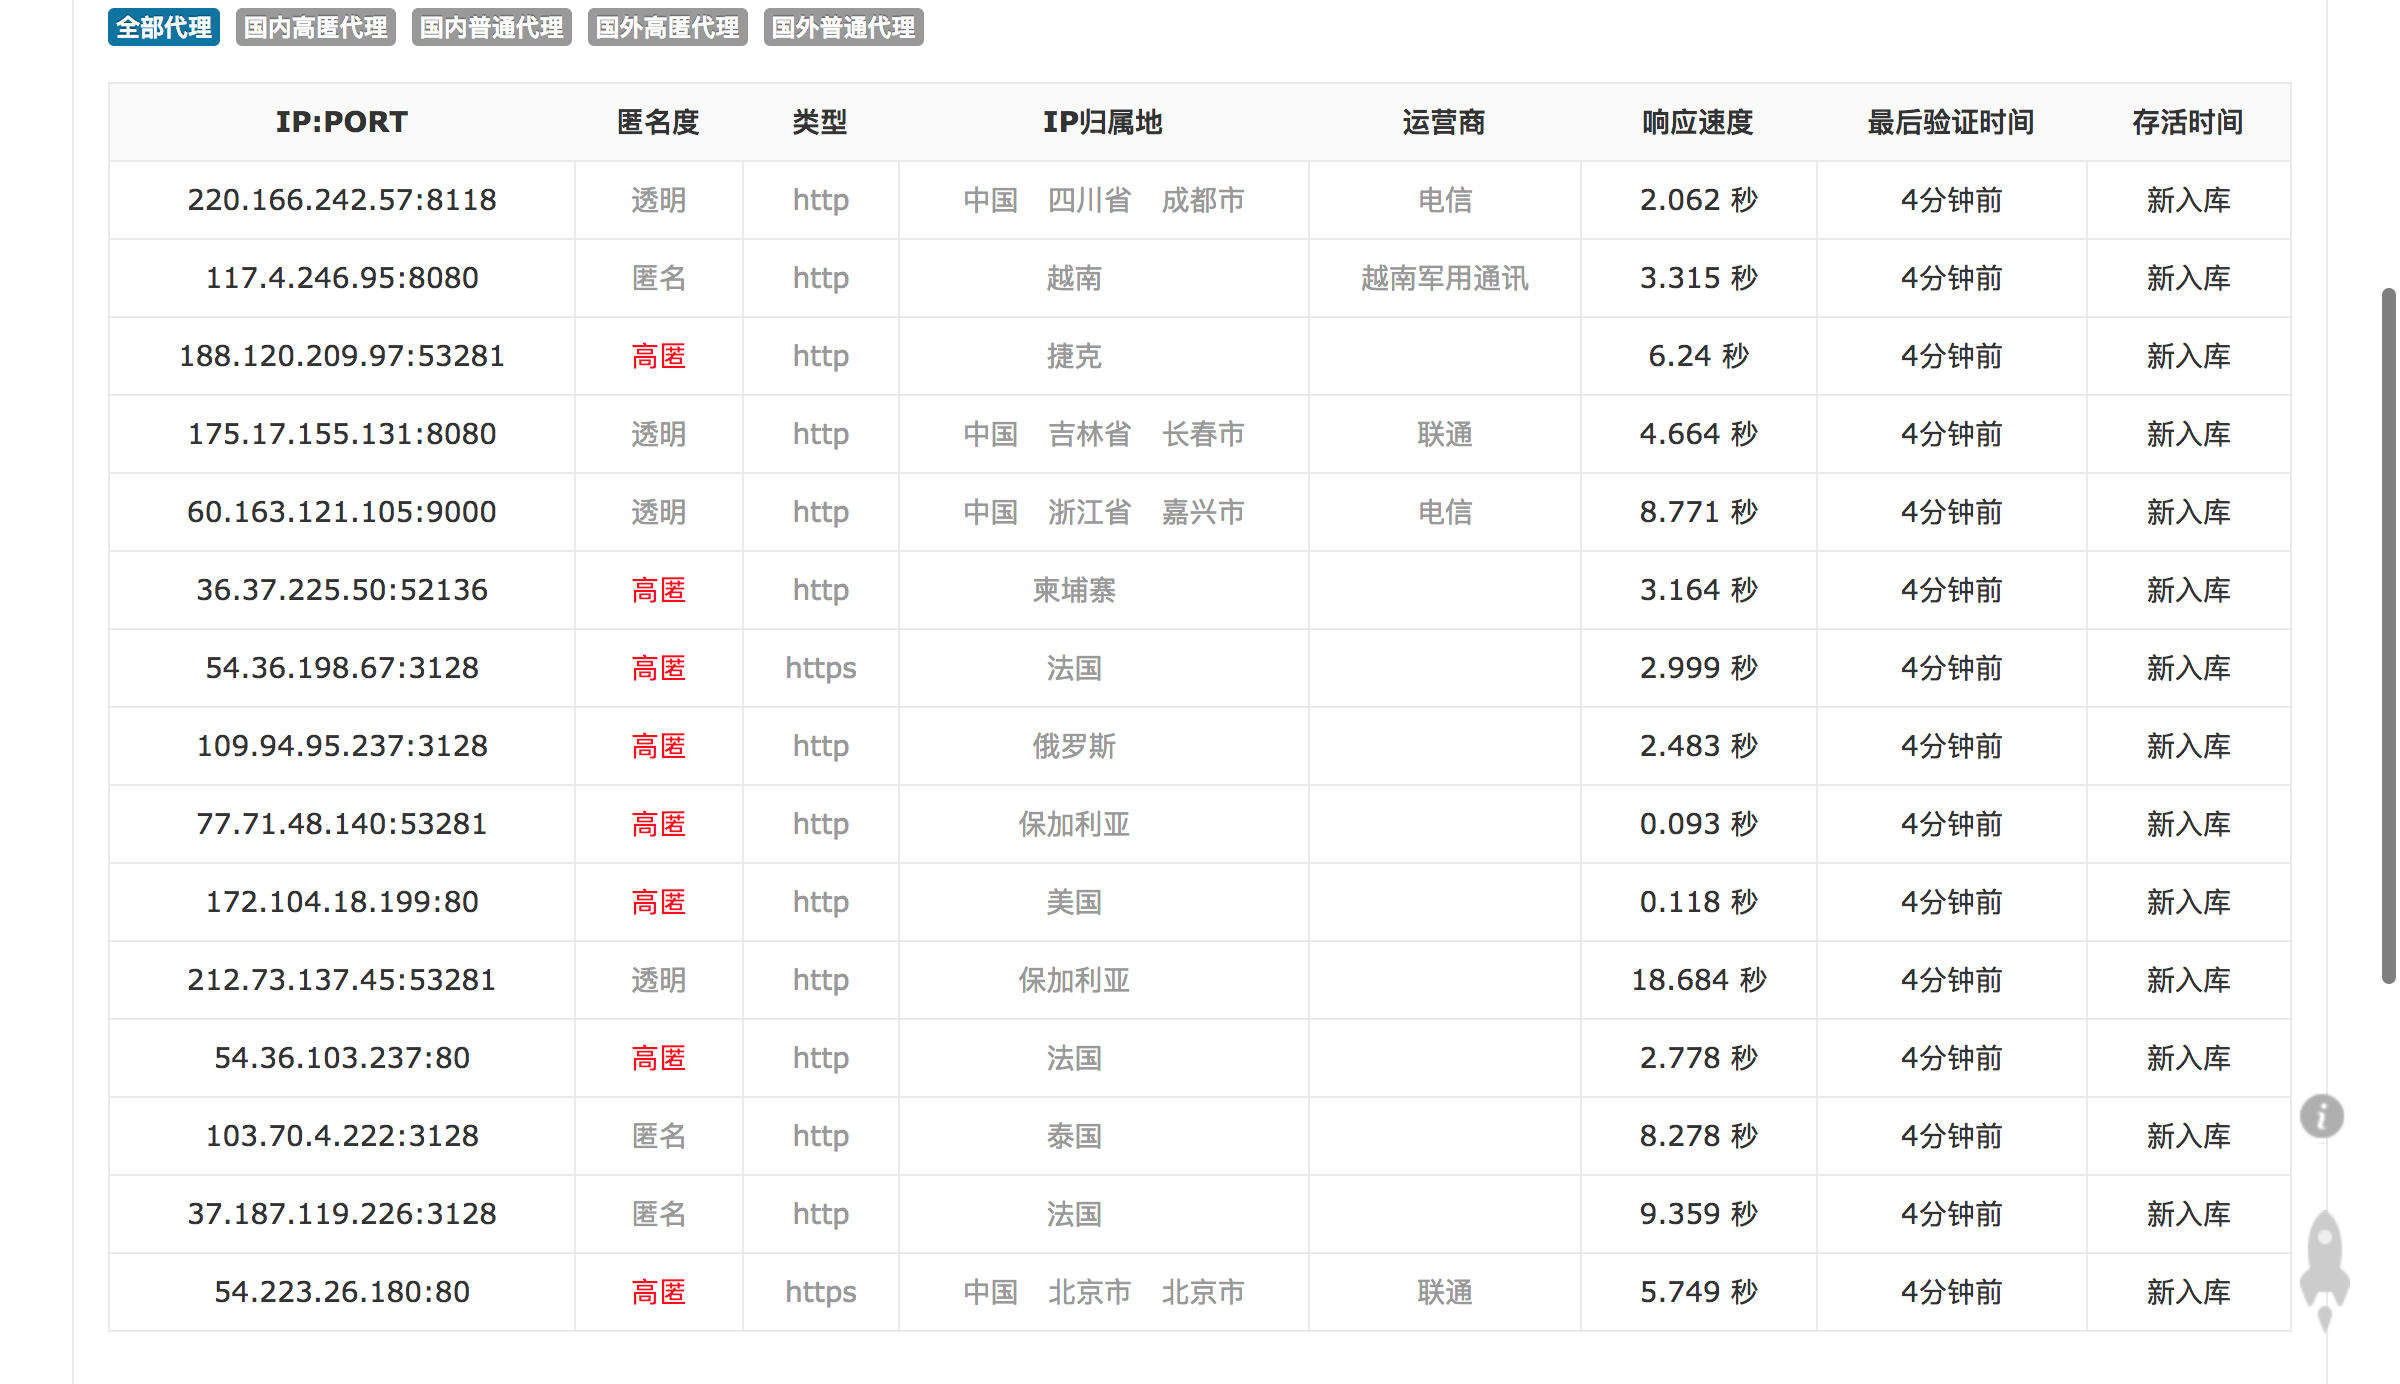 全部代理 国内高匿代理 国内普通代理 国外高匿代理 国外普通代理
IP:PORT 匿名度 类型 IP归属地 运营商 响应速度 最后验证时间 存活时间
220.166.242.57:8118 透明 http 中国 四川省 成都市 电信 2.062 秒 4分钟前 新入库
117.4.246.95:8080 匿名 http 越南 越南军用通讯 3.315 秒 4分钟前 新入库
188.120.209.97:53281 高匿 http 捷克 6.24 秒 4分钟前 新入库
175.17.155.131:8080 透明 http 中国 吉林省 长春市 联通 4.664 秒 4分钟前 新入库
60.163.121.105:9000 透明 http 中国 浙江省 嘉兴市 电信 8.771 秒 4分钟前 新入库
36.37.225.50:52136 高匿 http 柬埔寨 3.164 秒 4分钟前 新入库
54.36.198.67:3128 高匿 https 法国 2.999 秒 4分钟前 新入库
109.94.95.237:3128 高匿 http 俄罗斯 2.483 秒 4分钟前 新入库
77.71.48.140:53281 高匿 http 保加利亚 0.093 秒 4分钟前 新入库
172.104.18.199:80 高匿 http 美国 0.118 秒 4分钟前 新入库
212.73.137.45:53281 透明 http 保加利亚 18.684 秒 4分钟前 新入库
54.36.103.237:80 高匿 http 法国 2.778 秒 4分钟前 新入库
103.70.4.222:3128 匿名 http 泰国 8.278 秒 4分钟前 新入库
37.187.119.226:3128 匿名 http 法国 9.359 秒 4分钟前 新入库
54.223.26.180:80 高匿 https 中国 北京市 北京市 联通 5.749 秒 4分钟前 新入库